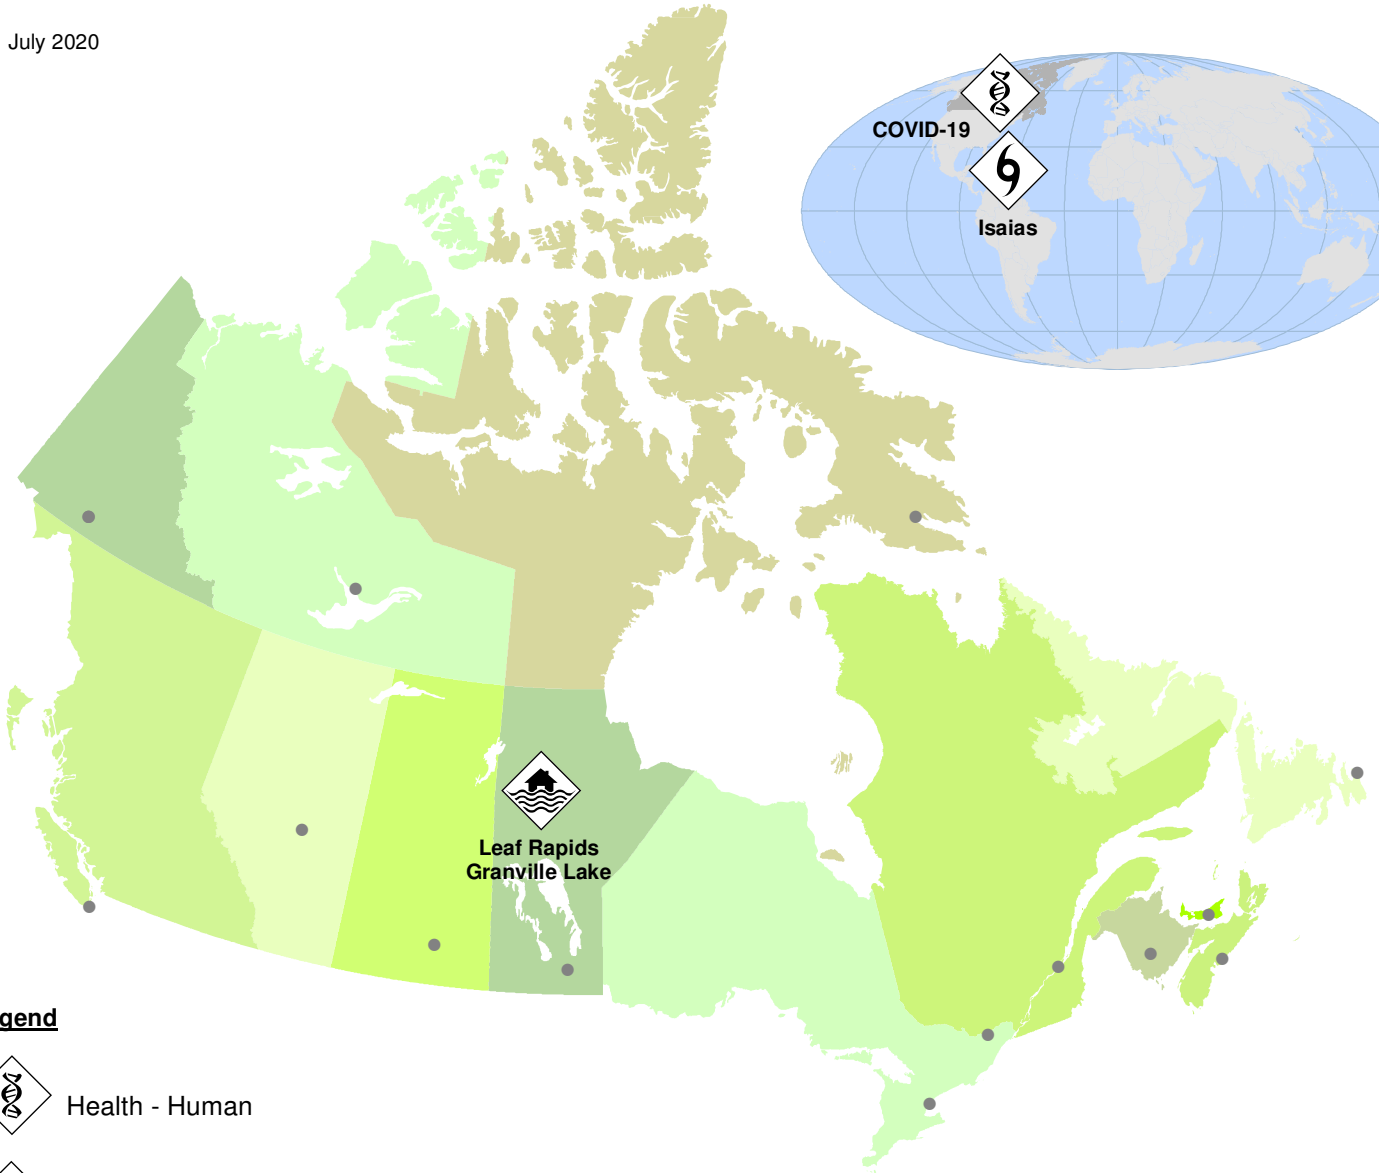 July 2020
COVID-19
Isaias
Leaf Rapids
Granville Lake
gend
Health - Human